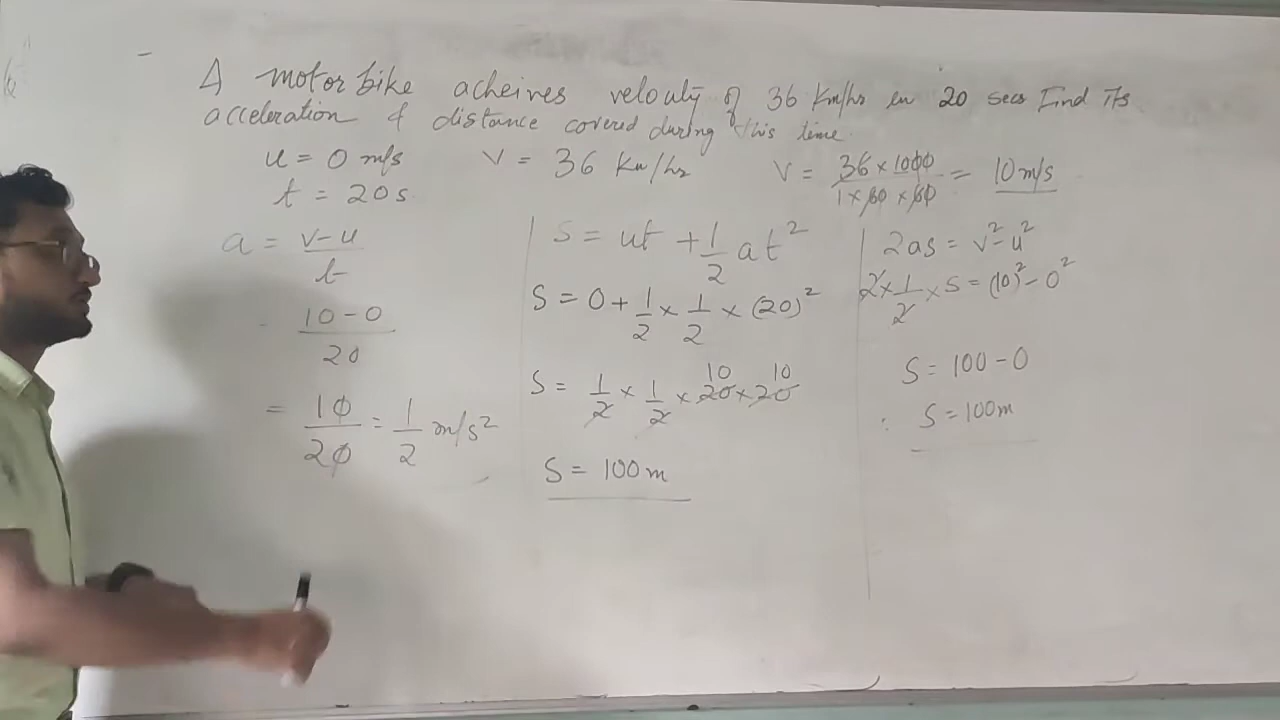 A motor bike acheives velouty of 36 Km/hr in 20 secs Find its
acceleration & distance covered during this time.
u = 0 m/s
v = 36 Km/hr
v = 36 × 1000 / 1 × 60 × 60 = 10 m/s
t = 20 s
a = v-u / t
10 - 0 / 20
= 10 / 20 = 1/2 m/s²
S = ut + 1/2 at²
S = 0 + 1/2 × 1/2 × (20)²
S = 1/2 × 1/2 × 20 × 20
10 10
S = 100 m
2as = v² - u²
2 × 1/2 × S = (10)² - 0²
S = 100 - 0
∴ S = 100m